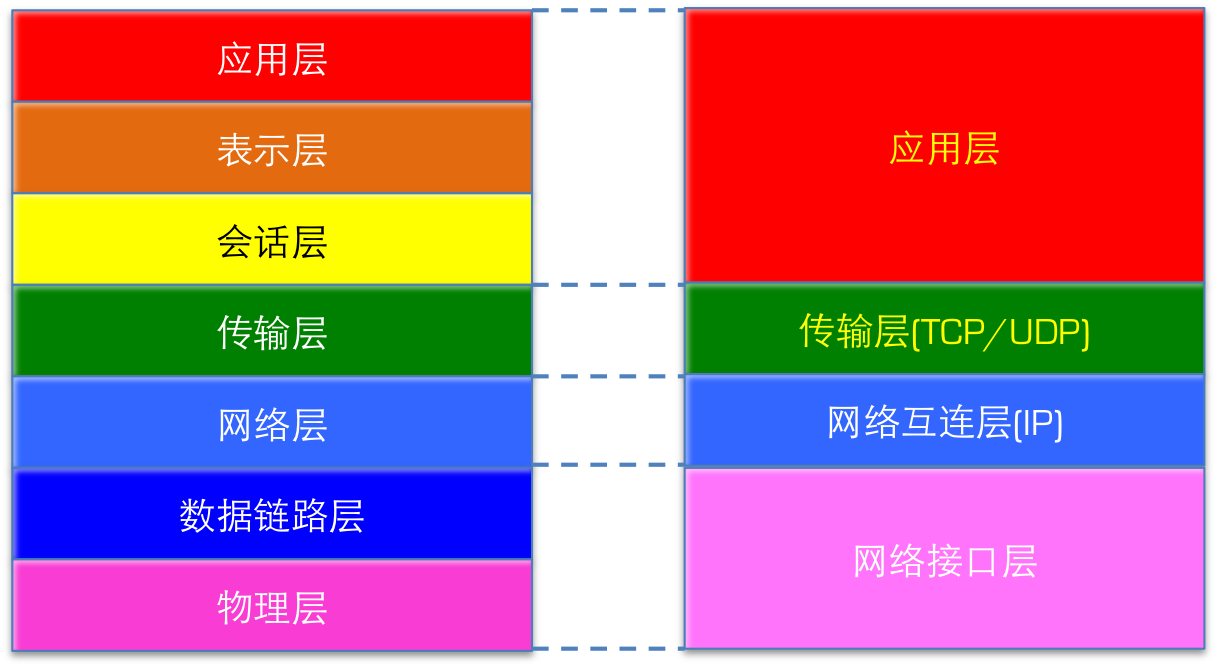 应用层
表示层
会话层
传输层
网络层
数据链路层
物理层
应用层
传输层(TCP/UDP)
网络互连层(IP)
网络接口层